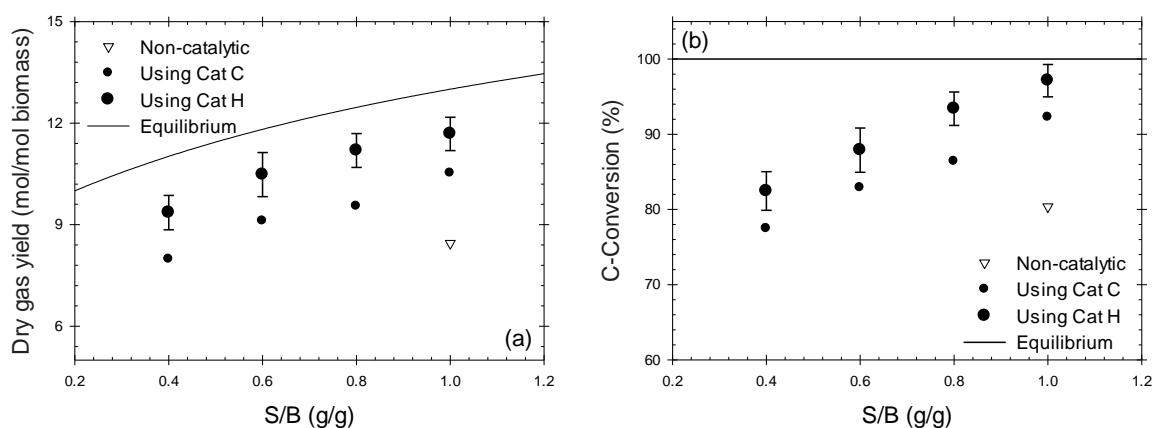 Dry gas yield (mol/mol biomass)
15
12
9
6
Non-catalytic
Using Cat C
Using Cat H
Equilibrium
(a)
0.2 0.4 0.6 0.8 1.0 1.2
S/B (g/g)
C-Conversion (%)
(b)
100
90
80
70
60
Non-catalytic
Using Cat C
Using Cat H
Equilibrium
0.2 0.4 0.6 0.8 1.0 1.2
S/B (g/g)